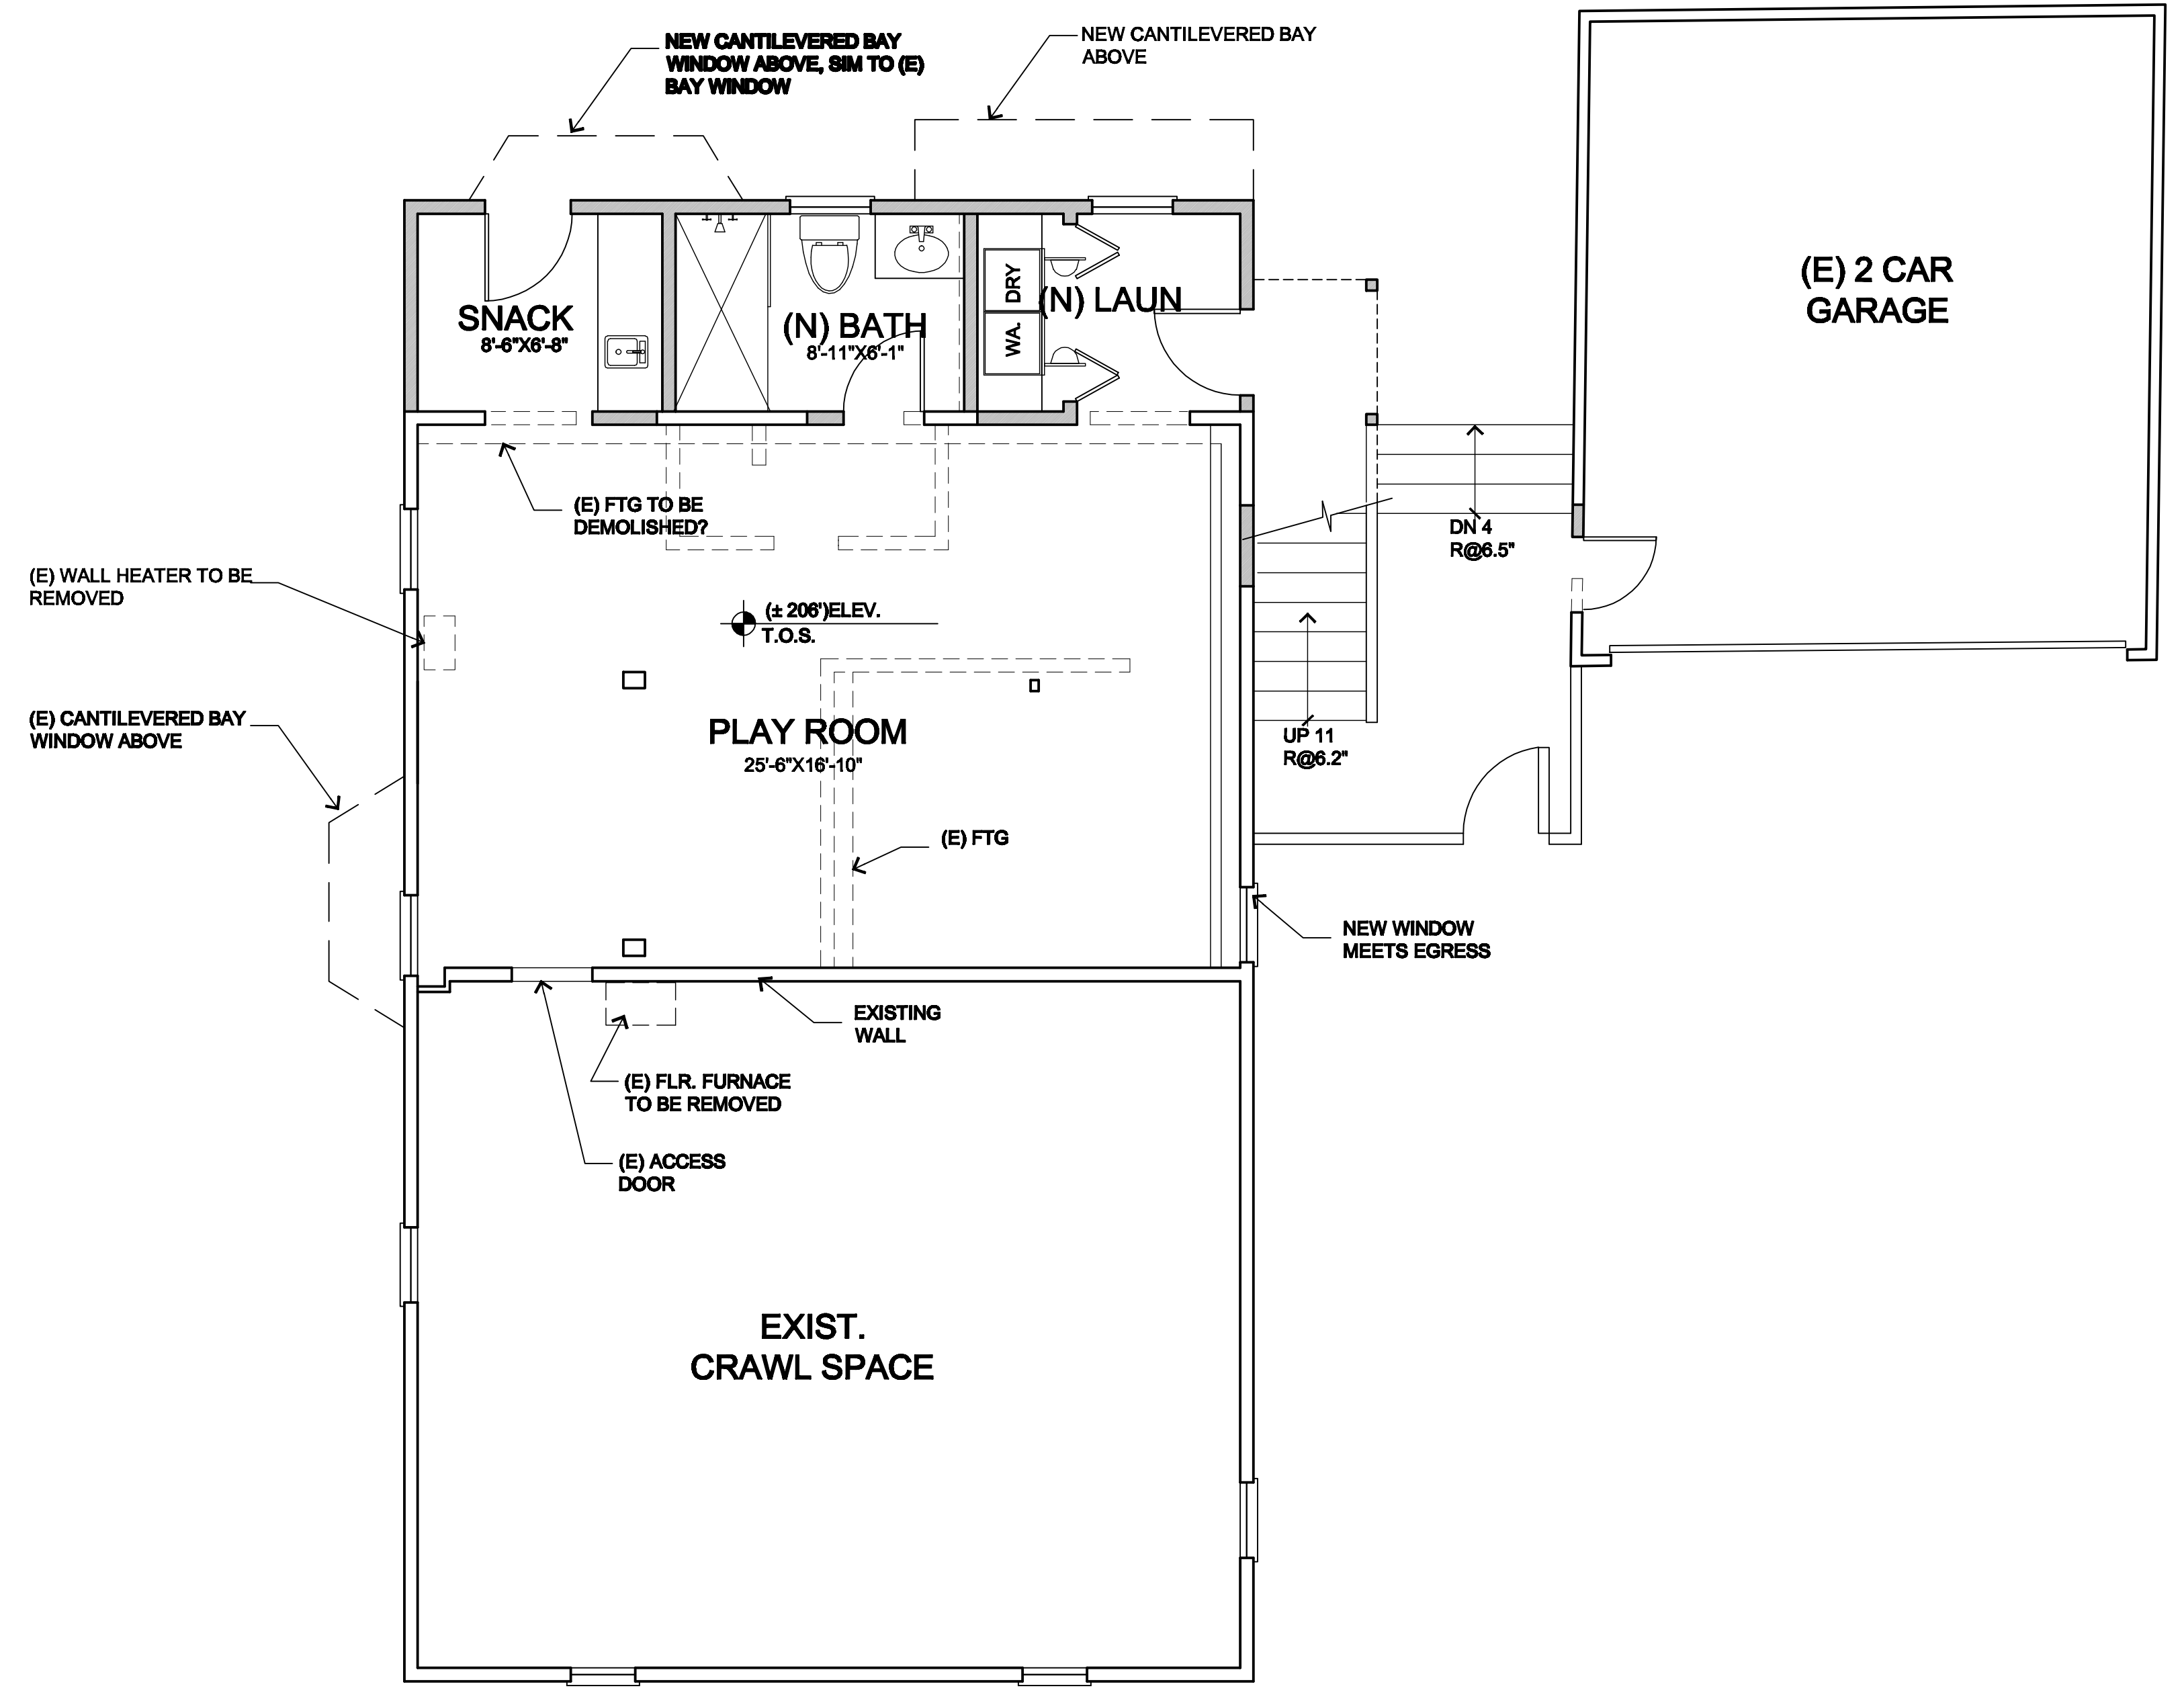 NEW CANTILEVERED BAY
WINDOW ABOVE, SIM TO (E)
BAY WINDOW
NEW CANTILEVERED BAY
ABOVE
(E) 2 CAR
GARAGE
SNACK
8'-6"X6'-8"
(N) BATH
8'-11"X6'-1"
DRY
WA.
(N) LAUN
(E) FTG TO BE
DEMOLISHED?
DN 4
R@6.5"
(E) WALL HEATER TO BE
REMOVED
(± 206')ELEV.
T.O.S.
(E) CANTILEVERED BAY
WINDOW ABOVE
PLAY ROOM
25'-6"X16'-10"
UP 11
R@6.2"
(E) FTG
NEW WINDOW
MEETS EGRESS
EXISTING
WALL
(E) FLR. FURNACE
TO BE REMOVED
(E) ACCESS
DOOR
EXIST.
CRAWL SPACE